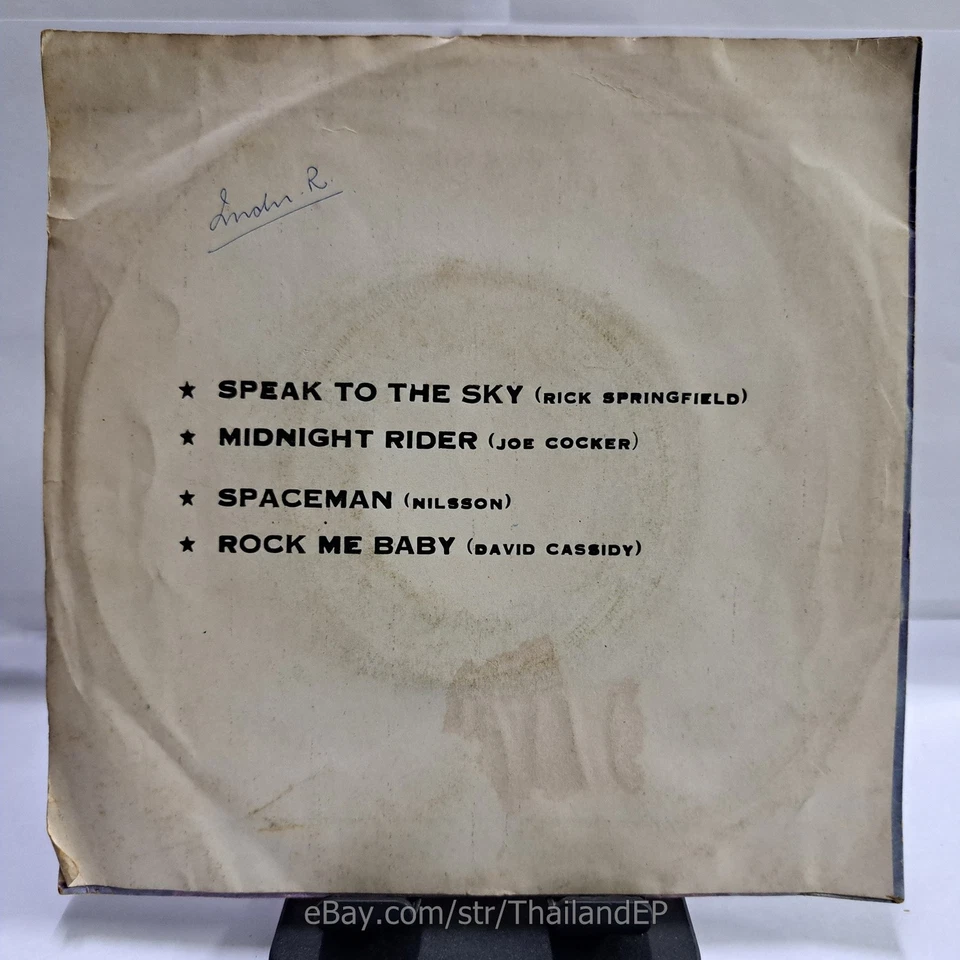 ★ SPEAK TO THE SKY (RICK SPRINGFIELD)
★ MIDNIGHT RIDER (JOE COCKER)
★ SPACEMAN (NILSSON)
★ ROCK ME BABY (DAVID CASSIDY)
eBay.com/str/ThailandEP